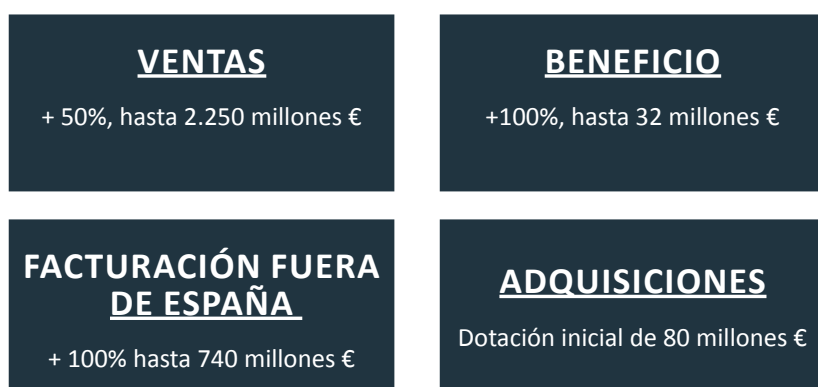 VENTAS
+ 50%, hasta 2.250 millones €
BENEFICIO
+100%, hasta 32 millones €
FACTURACIÓN FUERA
DE ESPAÑA
+ 100% hasta 740 millones €
ADQUISICIONES
Dotación inicial de 80 millones €